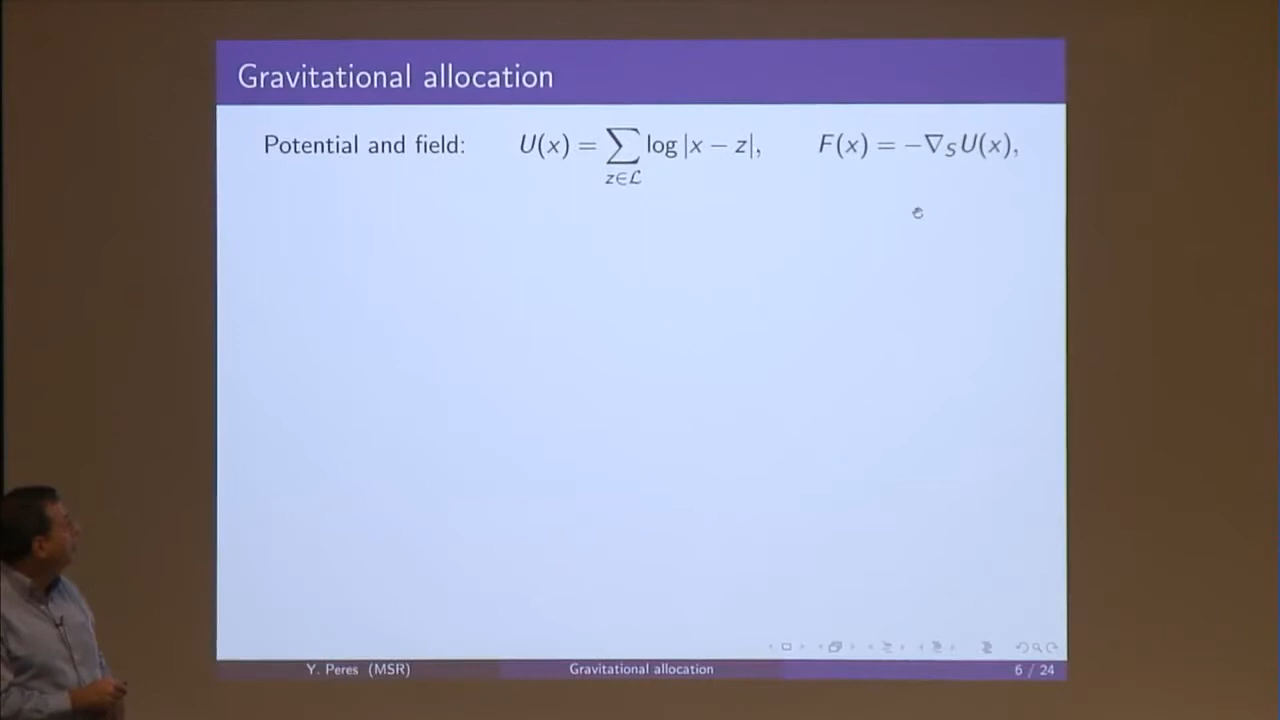 Gravitational allocation
Potential and field: U(x) = ∑ log |x − z|, F(x) = −∇_S U(x),
z∈ℒ
Y. Peres (MSR) Gravitational allocation 6 / 24